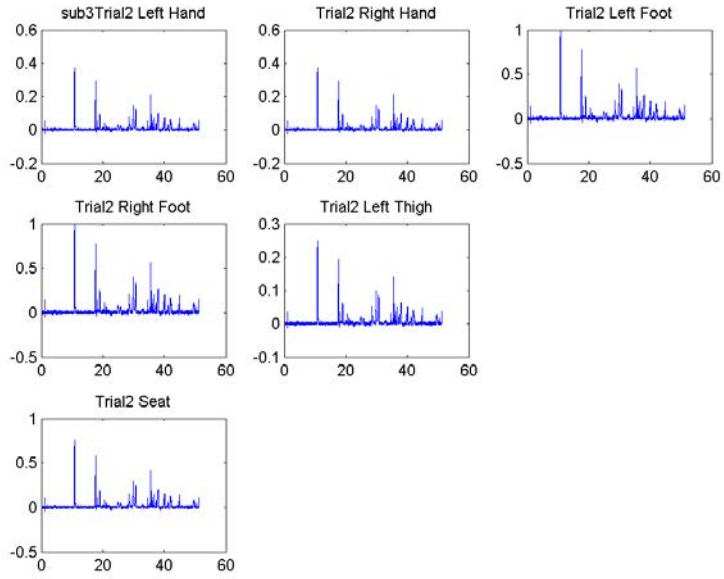 sub3Trial2 Left Hand
0.6
0.4
0.2
0
-0.2
0 20 40 60
Trial2 Right Hand
0.6
0.4
0.2
0
-0.2
0 20 40 60
Trial2 Left Foot
1
0.5
0
-0.5
0 20 40 60
Trial2 Right Foot
1
0.5
0
-0.5
0 20 40 60
Trial2 Left Thigh
0.3
0.2
0.1
0
-0.1
0 20 40 60
Trial2 Seat
1
0.5
0
-0.5
0 20 40 60